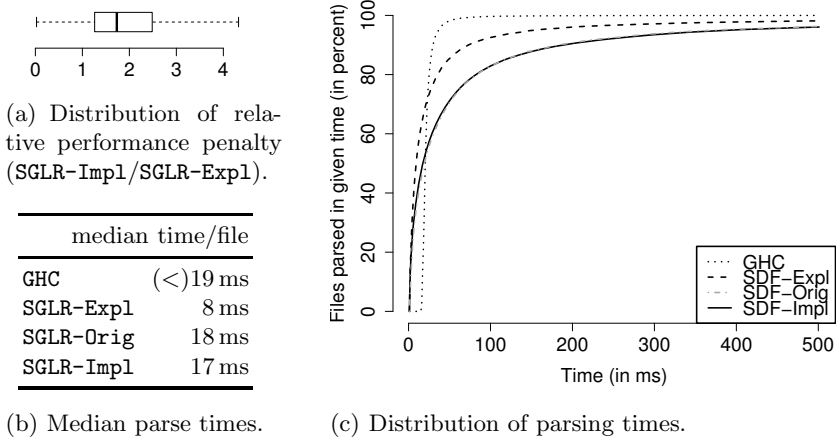 0 1 2 3 4
(a) Distribution of rela-
tive performance penalty
(SGLR-Impl/SGLR-Expl).
median time/file
GHC (<)19 ms
SGLR-Expl 8 ms
SGLR-Orig 18 ms
SGLR-Impl 17 ms
(b) Median parse times.
Files parsed in given time (in percent)
100
80
60
40
20
0
GHC
SDF−Expl
SDF−Orig
SDF−Impl
0 100 200 300 400 500
Time (in ms)
(c) Distribution of parsing times.